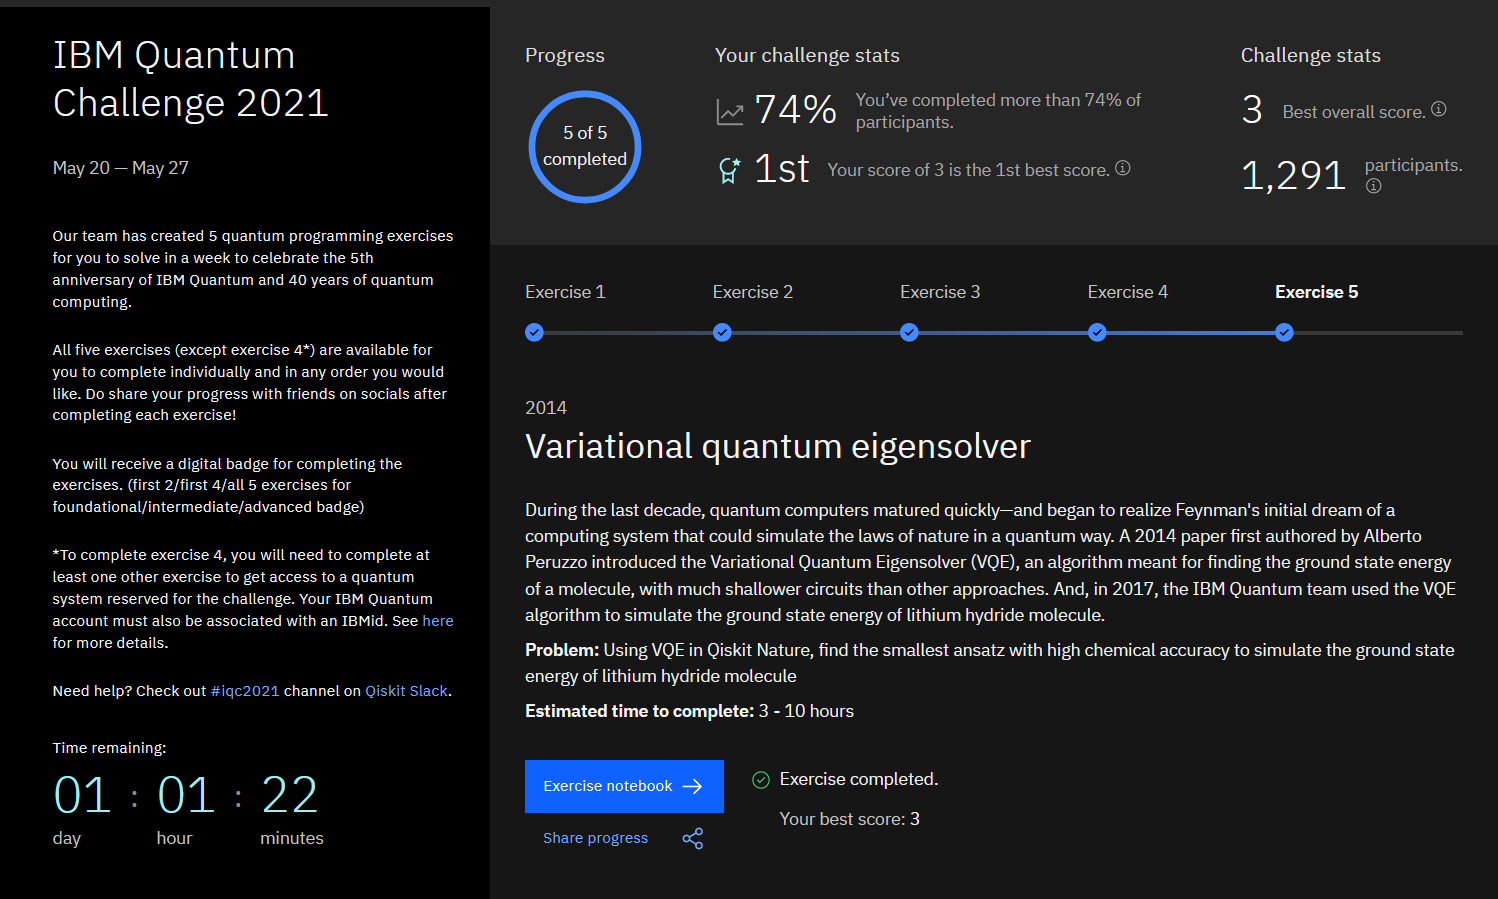 IBM Quantum
Challenge 2021
May 20 — May 27
Our team has created 5 quantum programming exercises
for you to solve in a week to celebrate the 5th
anniversary of IBM Quantum and 40 years of quantum
computing.
All five exercises (except exercise 4*) are available for
you to complete individually and in any order you would
like. Do share your progress with friends on socials after
completing each exercise!
You will receive a digital badge for completing the
exercises. (first 2/first 4/all 5 exercises for
foundational/intermediate/advanced badge)
*To complete exercise 4, you will need to complete at
least one other exercise to get access to a quantum
system reserved for the challenge. Your IBM Quantum
account must also be associated with an IBMid. See here
for more details.
Need help? Check out #iqc2021 channel on Qiskit Slack.
Time remaining:
01 : 01 : 22
day hour minutes
Progress
5 of 5
completed
Your challenge stats
74% You’ve completed more than 74% of
participants.
1st Your score of 3 is the 1st best score.
Challenge stats
3 Best overall score.
1,291 participants.
Exercise 1 Exercise 2 Exercise 3 Exercise 4 Exercise 5
2014
Variational quantum eigensolver
During the last decade, quantum computers matured quickly—and began to realize Feynman's initial dream of a
computing system that could simulate the laws of nature in a quantum way. A 2014 paper first authored by Alberto
Peruzzo introduced the Variational Quantum Eigensolver (VQE), an algorithm meant for finding the ground state energy
of a molecule, with much shallower circuits than other approaches. And, in 2017, the IBM Quantum team used the VQE
algorithm to simulate the ground state energy of lithium hydride molecule.
Problem: Using VQE in Qiskit Nature, find the smallest ansatz with high chemical accuracy to simulate the ground state
energy of lithium hydride molecule
Estimated time to complete: 3 - 10 hours
Exercise notebook
Exercise completed.
Your best score: 3
Share progress